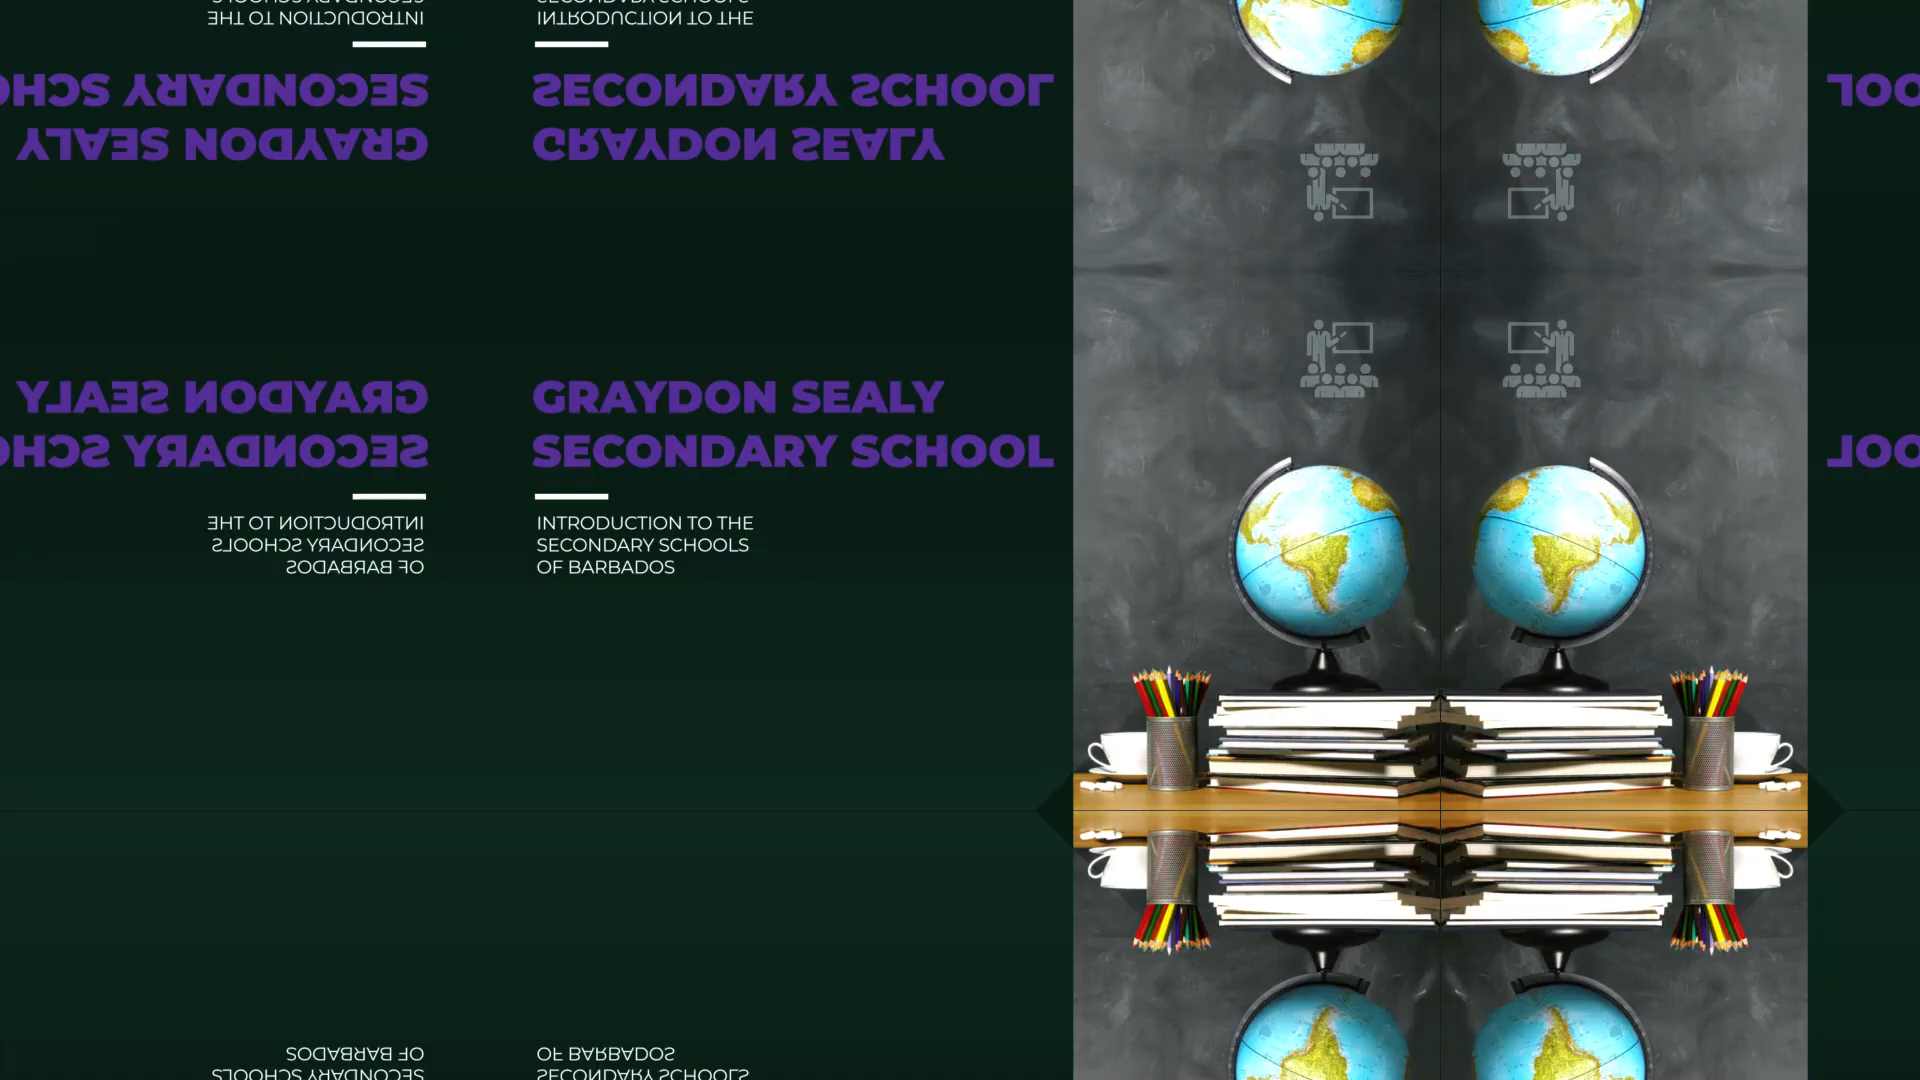 GRAYDON SEALY
SECONDARY SCHOOL
INTRODUCTION TO THE
SECONDARY SCHOOLS
OF BARBADOS